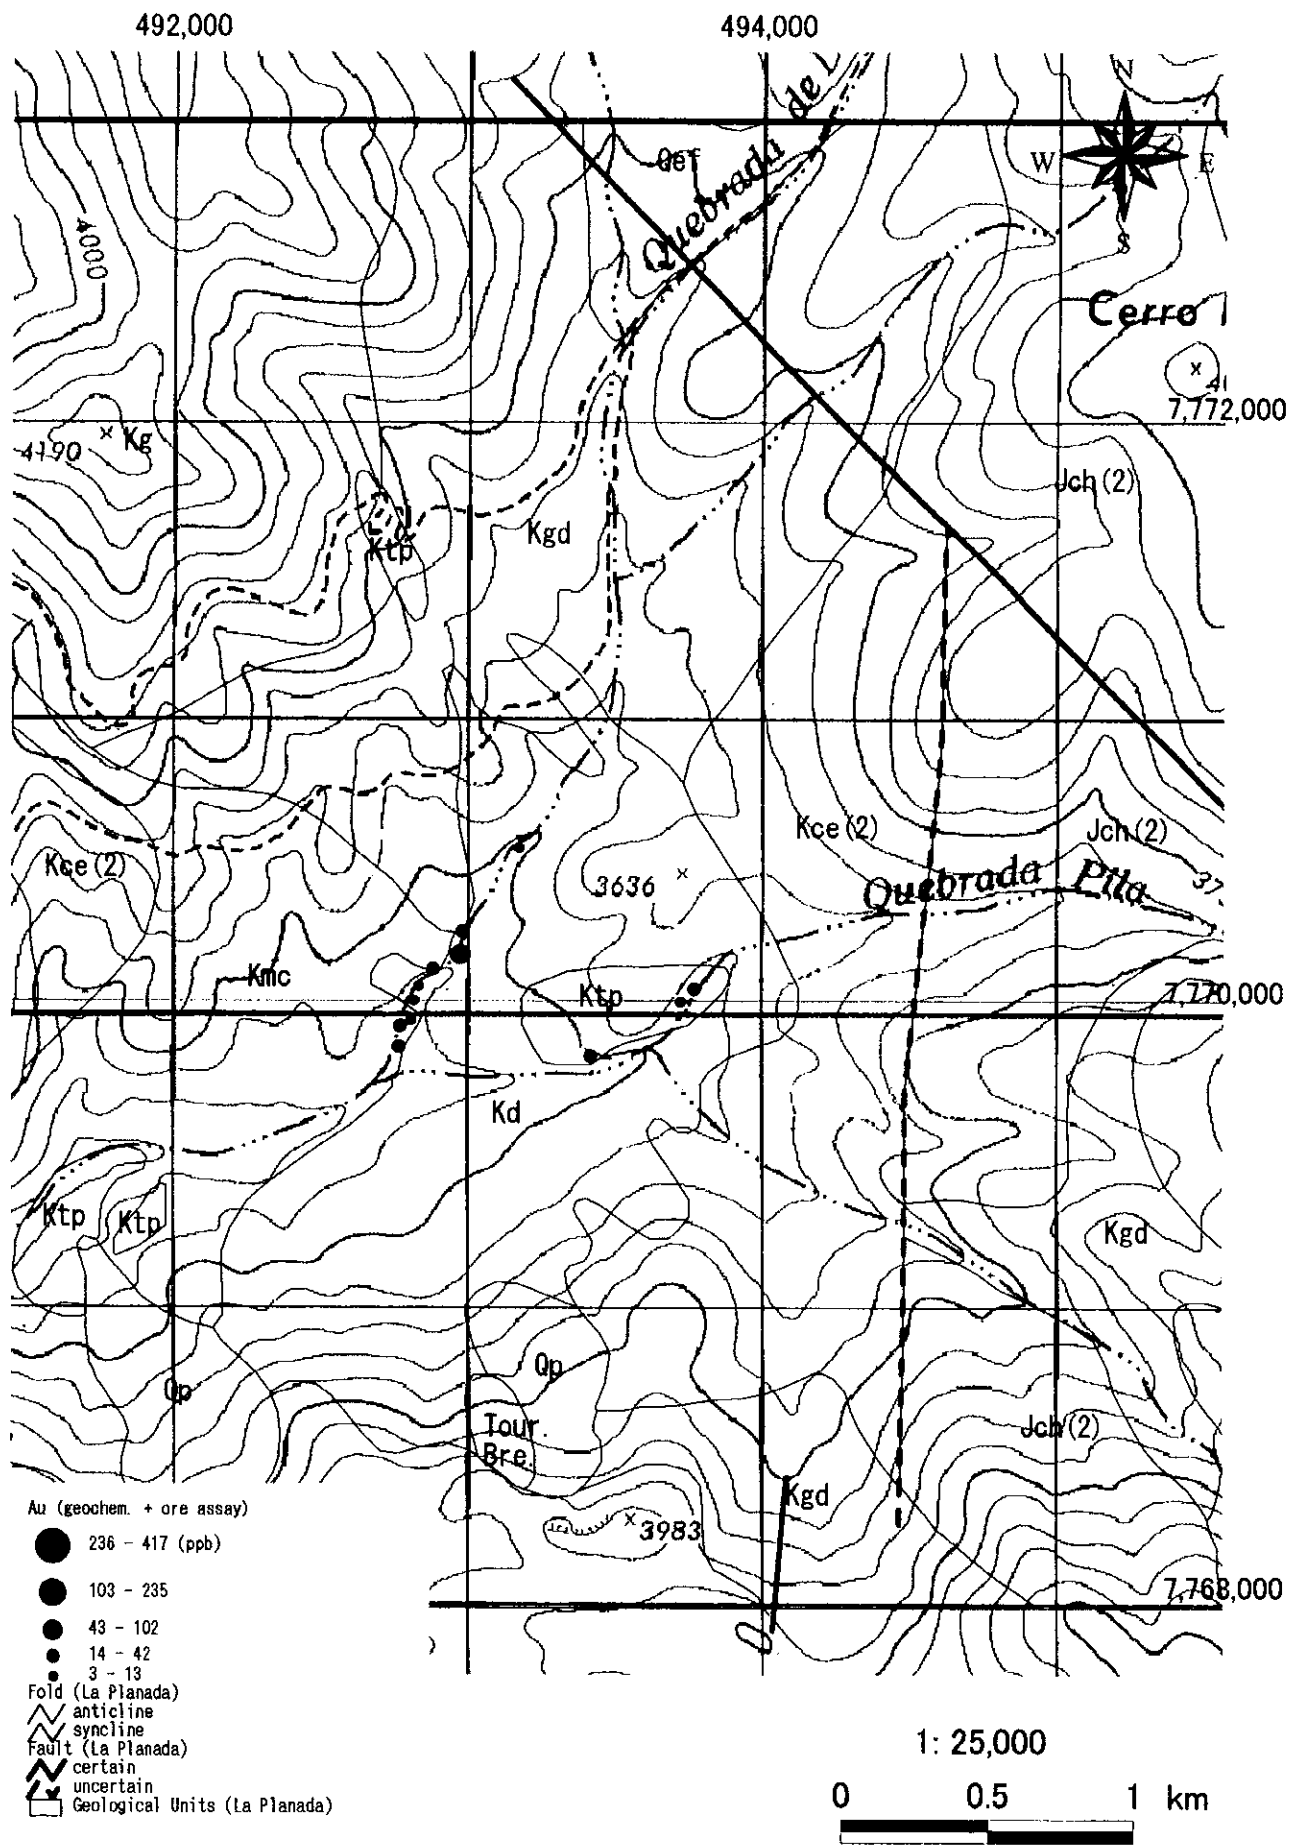 492,000
494,000
N
Quebrada de
Qef
W
E
4000
S
Cerro
7,772,000
Kg
4190
Jch(2)
Kgd
Ktp
Kce(2)
Jch(2)
Kce(2)
Quebrada Pila
3636
Kmc
Ktp
7,770,000
Kd
Ktp
Ktp
Kgd
Qp
Qp
Tour.
Bre.
Jch(2)
Kgd
3983
7,768,000
Au (geochem. + ore assay)
236 - 417 (ppb)
103 - 235
43 - 102
14 - 42
3 - 13
Fold (La Planada)
anticline
syncline
Fault (La Planada)
certain
uncertain
Geological Units (La Planada)
1: 25,000
0 0.5 1 km